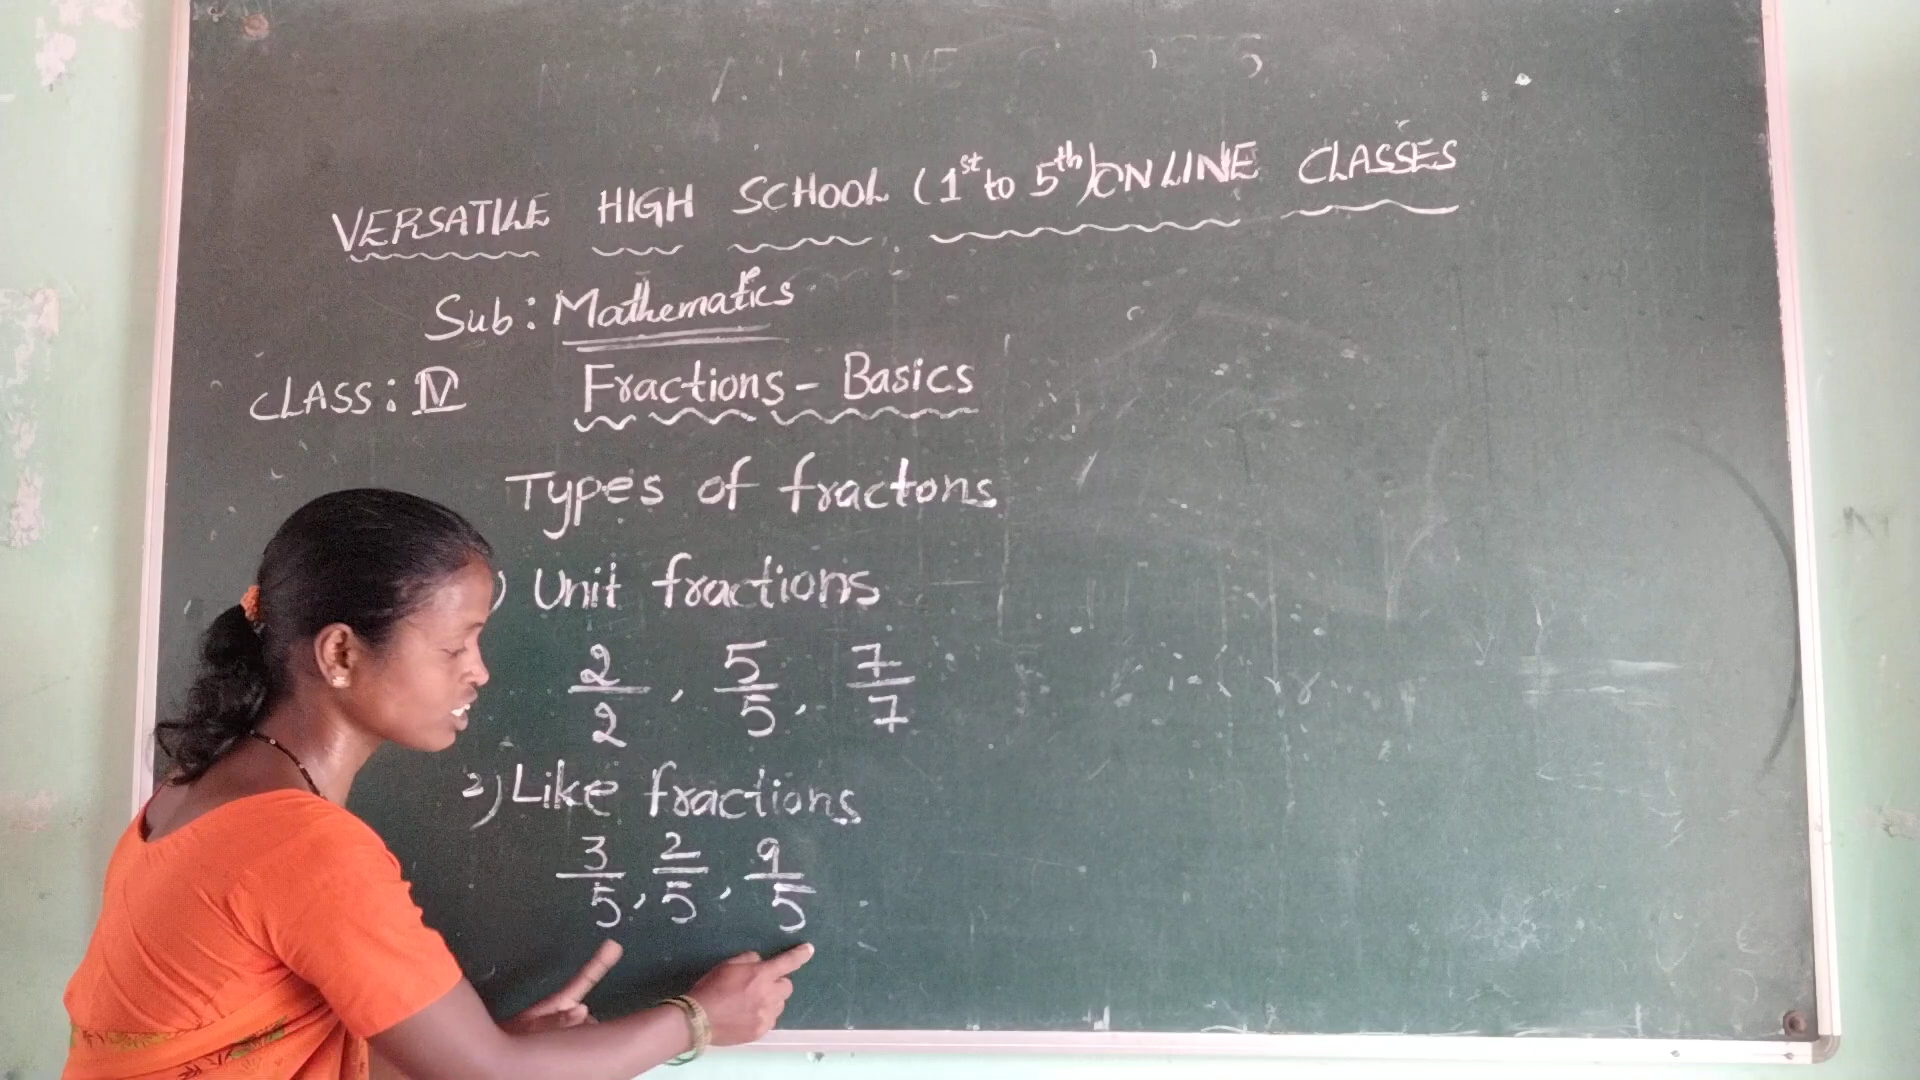 VERSATILE HIGH SCHOOL (1st to 5th) ONLINE CLASSES
Sub: Mathematics
CLASS: IV Fractions - Basics
Types of fractons
) Unit fractions
2/2, 5/5, 7/7
2) Like fractions
3/5, 2/5, 9/5